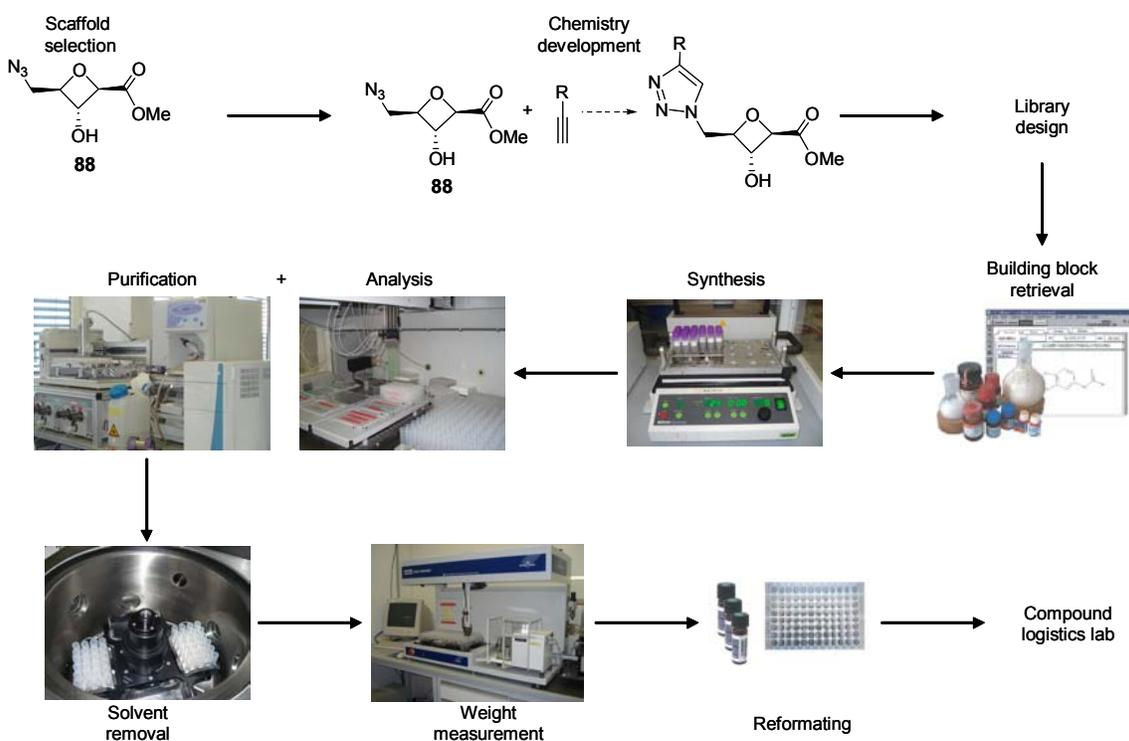 Scaffold
selection
N3
O
O
OMe
OH
88
Chemistry
development
N3
O
O
OMe
OH
88
+
R
R
N
N
N
O
O
OMe
OH
Library
design
Building block
retrieval
Synthesis
Purification
+
Analysis
Solvent
removal
Weight
measurement
Reformating
Compound
logistics lab